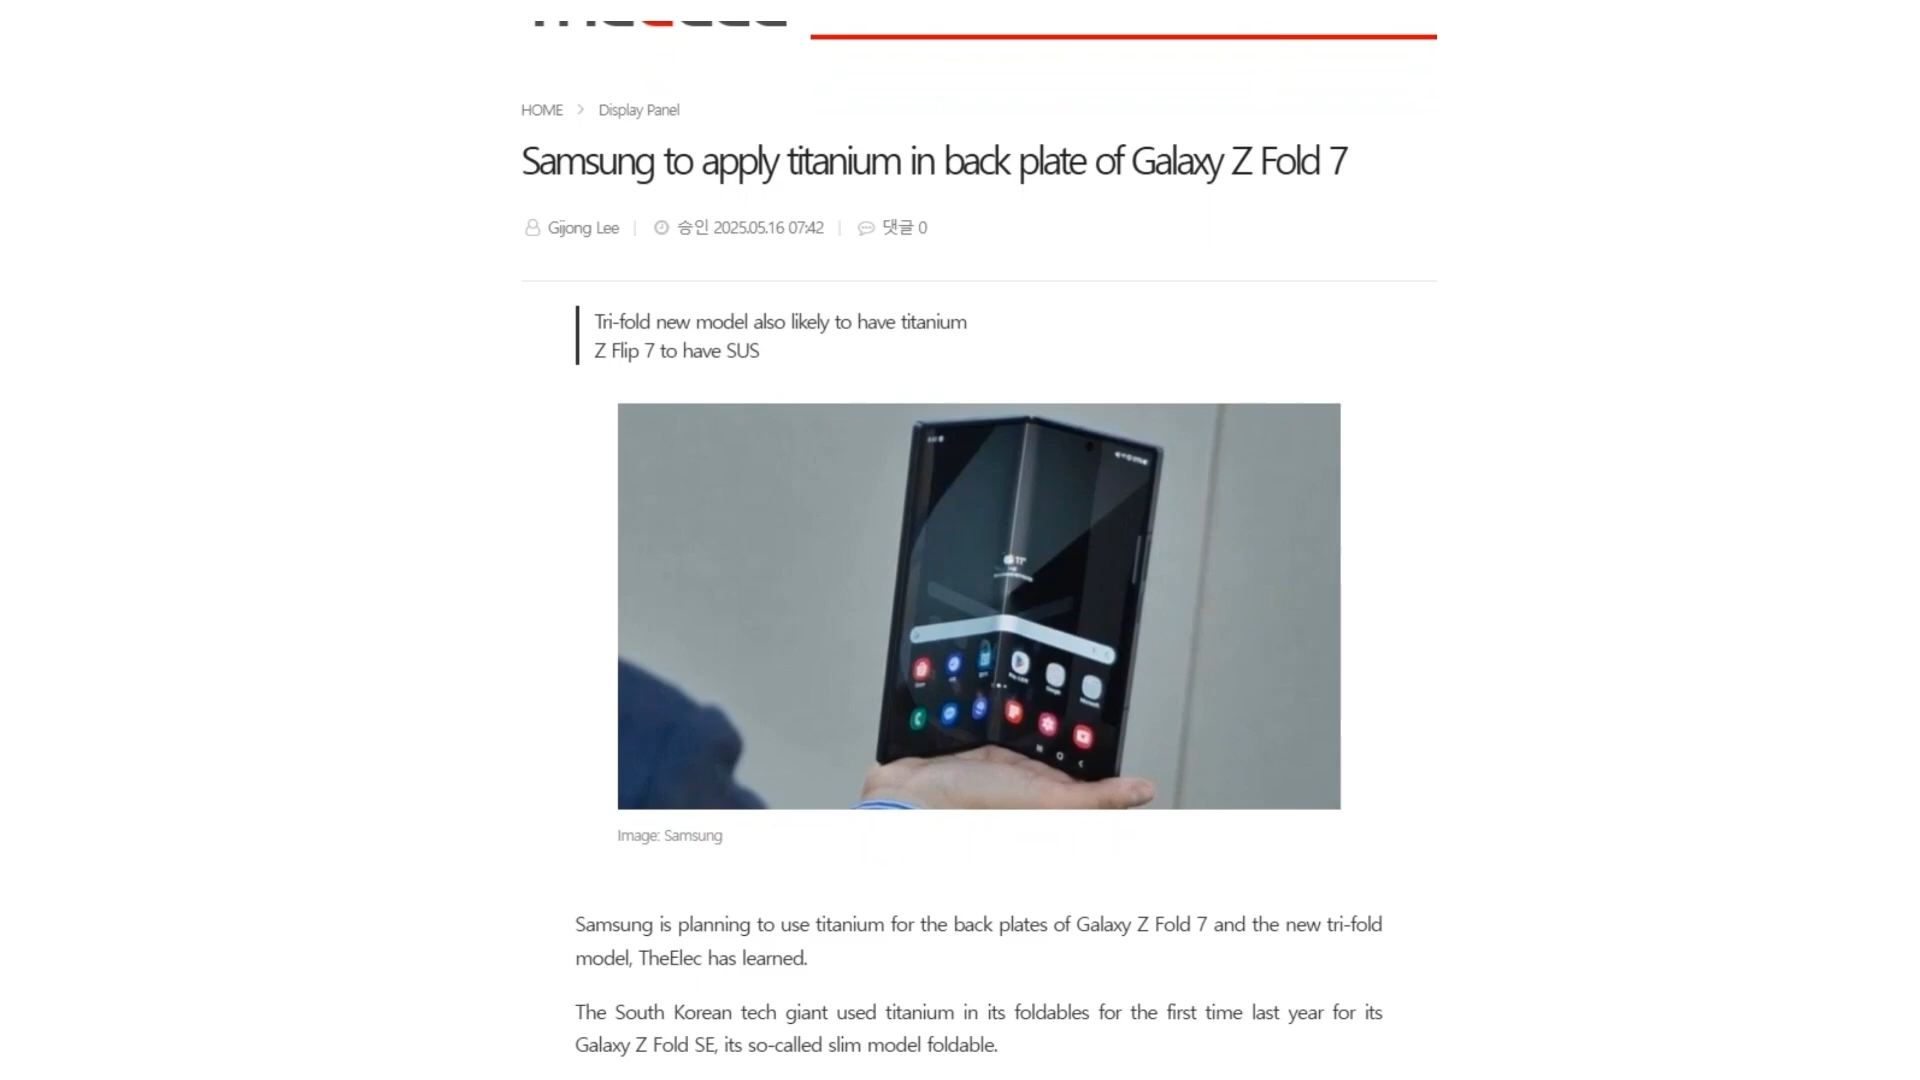 HOME > Display Panel
Samsung to apply titanium in back plate of Galaxy Z Fold 7
Gijong Lee | 승인 2025.05.16 07:42 | 댓글 0
Tri-fold new model also likely to have titanium
Z Flip 7 to have SUS
Image: Samsung
Samsung is planning to use titanium for the back plates of Galaxy Z Fold 7 and the new tri-fold
model, TheElec has learned.
The South Korean tech giant used titanium in its foldables for the first time last year for its
Galaxy Z Fold SE, its so-called slim model foldable.